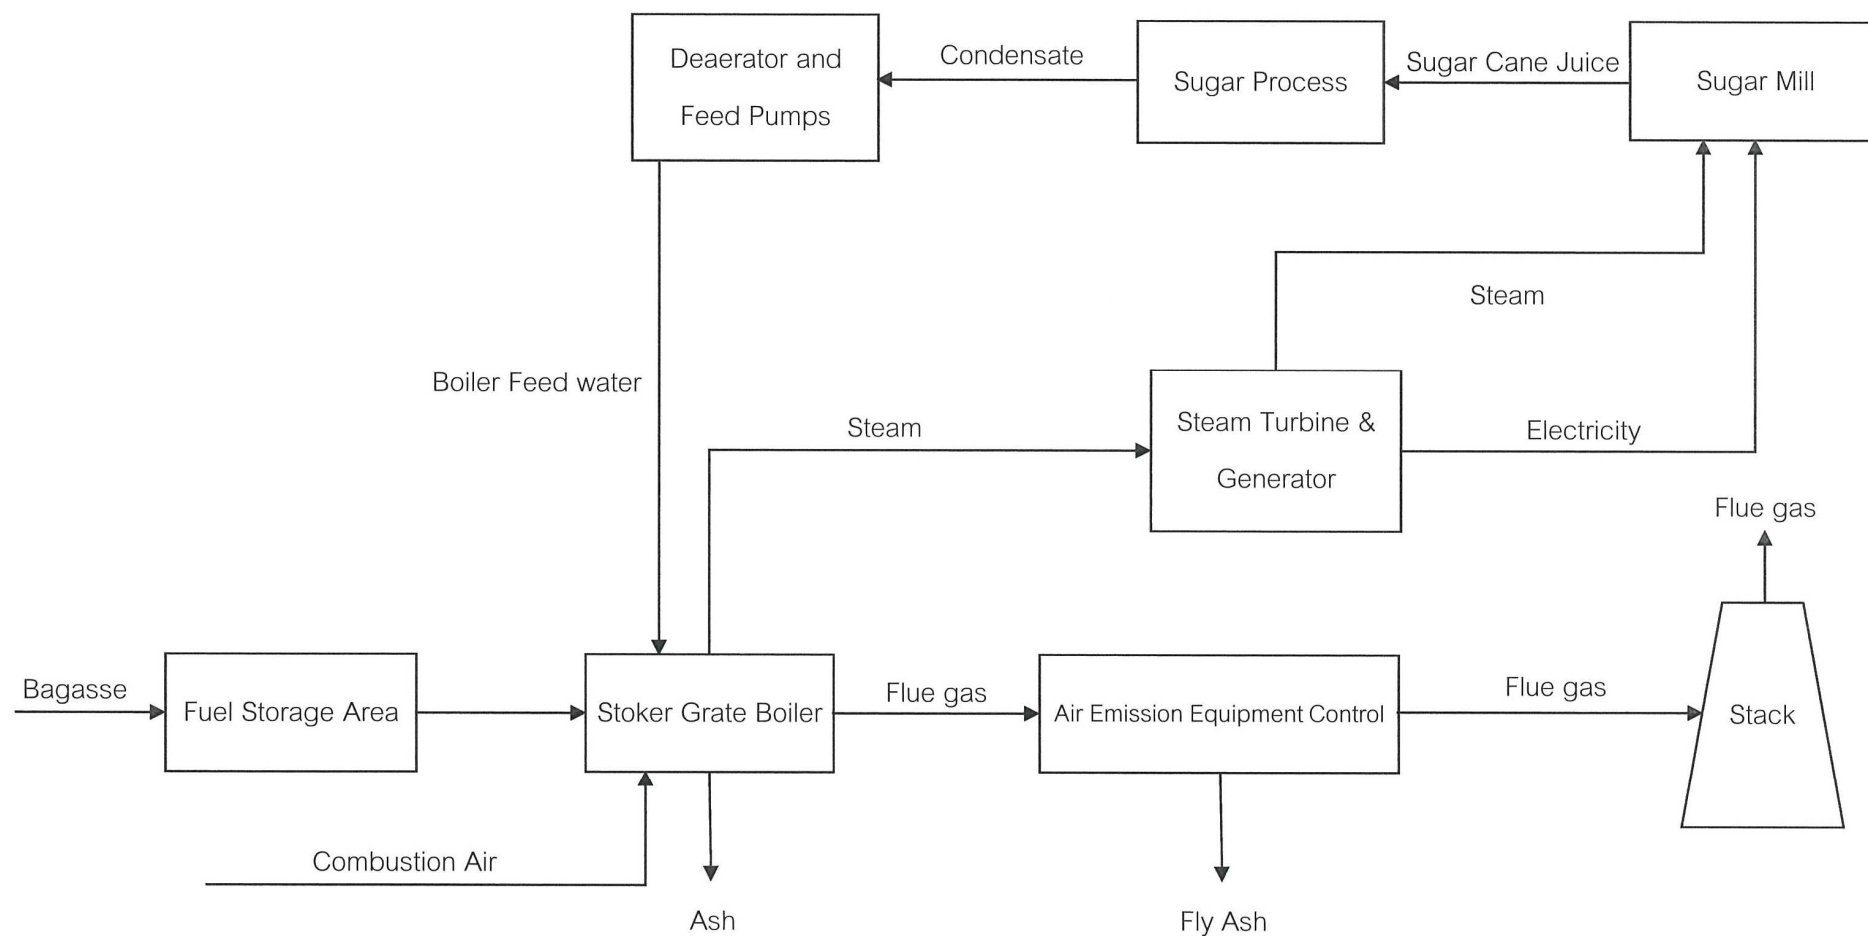 Deaerator and
Feed Pumps
Condensate
Sugar Process
Sugar Cane Juice
Sugar Mill
Steam
Boiler Feed water
Steam
Steam Turbine &
Generator
Electricity
Flue gas
Bagasse
Fuel Storage Area
Stoker Grate Boiler
Flue gas
Air Emission Equipment Control
Flue gas
Stack
Combustion Air
Ash
Fly Ash